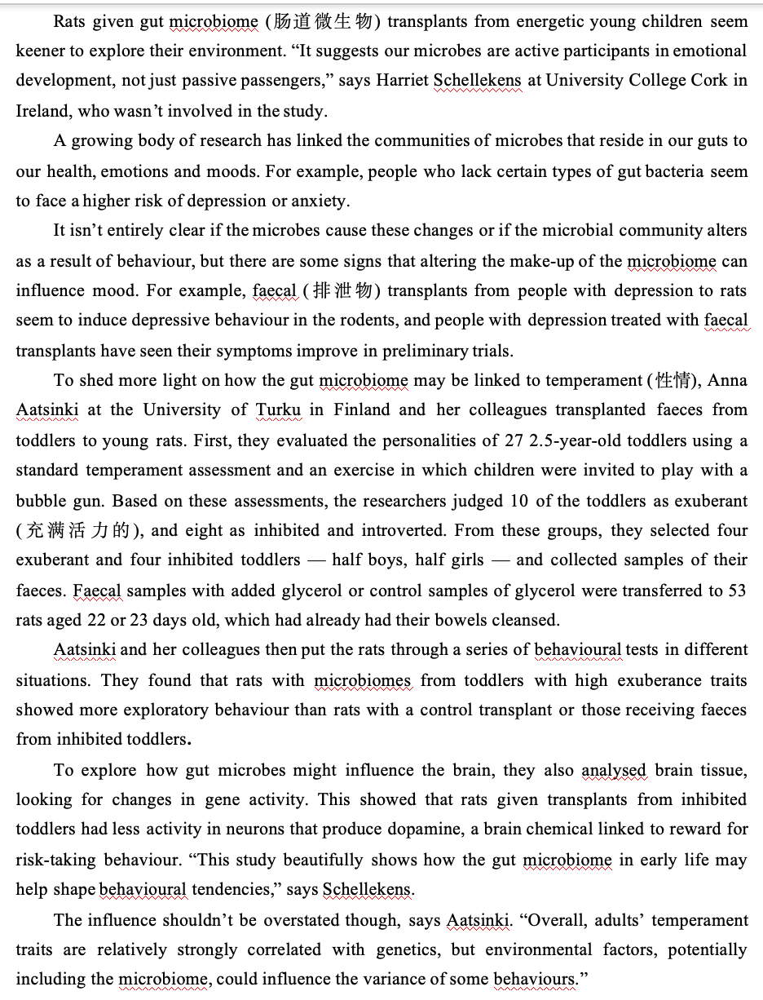 Rats given gut microbiome (肠道微生物) transplants from energetic young children seem
keener to explore their environment. “It suggests our microbes are active participants in emotional
development, not just passive passengers,” says Harriet Schellekens at University College Cork in
Ireland, who wasn’t involved in the study.
A growing body of research has linked the communities of microbes that reside in our guts to
our health, emotions and moods. For example, people who lack certain types of gut bacteria seem
to face a higher risk of depression or anxiety.
It isn’t entirely clear if the microbes cause these changes or if the microbial community alters
as a result of behaviour, but there are some signs that altering the make-up of the microbiome can
influence mood. For example, faecal (排泄物) transplants from people with depression to rats
seem to induce depressive behaviour in the rodents, and people with depression treated with faecal
transplants have seen their symptoms improve in preliminary trials.
To shed more light on how the gut microbiome may be linked to temperament (性情), Anna
Aatsinki at the University of Turku in Finland and her colleagues transplanted faeces from
toddlers to young rats. First, they evaluated the personalities of 27 2.5-year-old toddlers using a
standard temperament assessment and an exercise in which children were invited to play with a
bubble gun. Based on these assessments, the researchers judged 10 of the toddlers as exuberant
(充满活力的), and eight as inhibited and introverted. From these groups, they selected four
exuberant and four inhibited toddlers — half boys, half girls — and collected samples of their
faeces. Faecal samples with added glycerol or control samples of glycerol were transferred to 53
rats aged 22 or 23 days old, which had already had their bowels cleansed.
Aatsinki and her colleagues then put the rats through a series of behavioural tests in different
situations. They found that rats with microbiomes from toddlers with high exuberance traits
showed more exploratory behaviour than rats with a control transplant or those receiving faeces
from inhibited toddlers.
To explore how gut microbes might influence the brain, they also analysed brain tissue,
looking for changes in gene activity. This showed that rats given transplants from inhibited
toddlers had less activity in neurons that produce dopamine, a brain chemical linked to reward for
risk-taking behaviour. “This study beautifully shows how the gut microbiome in early life may
help shape behavioural tendencies,” says Schellekens.
The influence shouldn’t be overstated though, says Aatsinki. “Overall, adults’ temperament
traits are relatively strongly correlated with genetics, but environmental factors, potentially
including the microbiome, could influence the variance of some behaviours.”